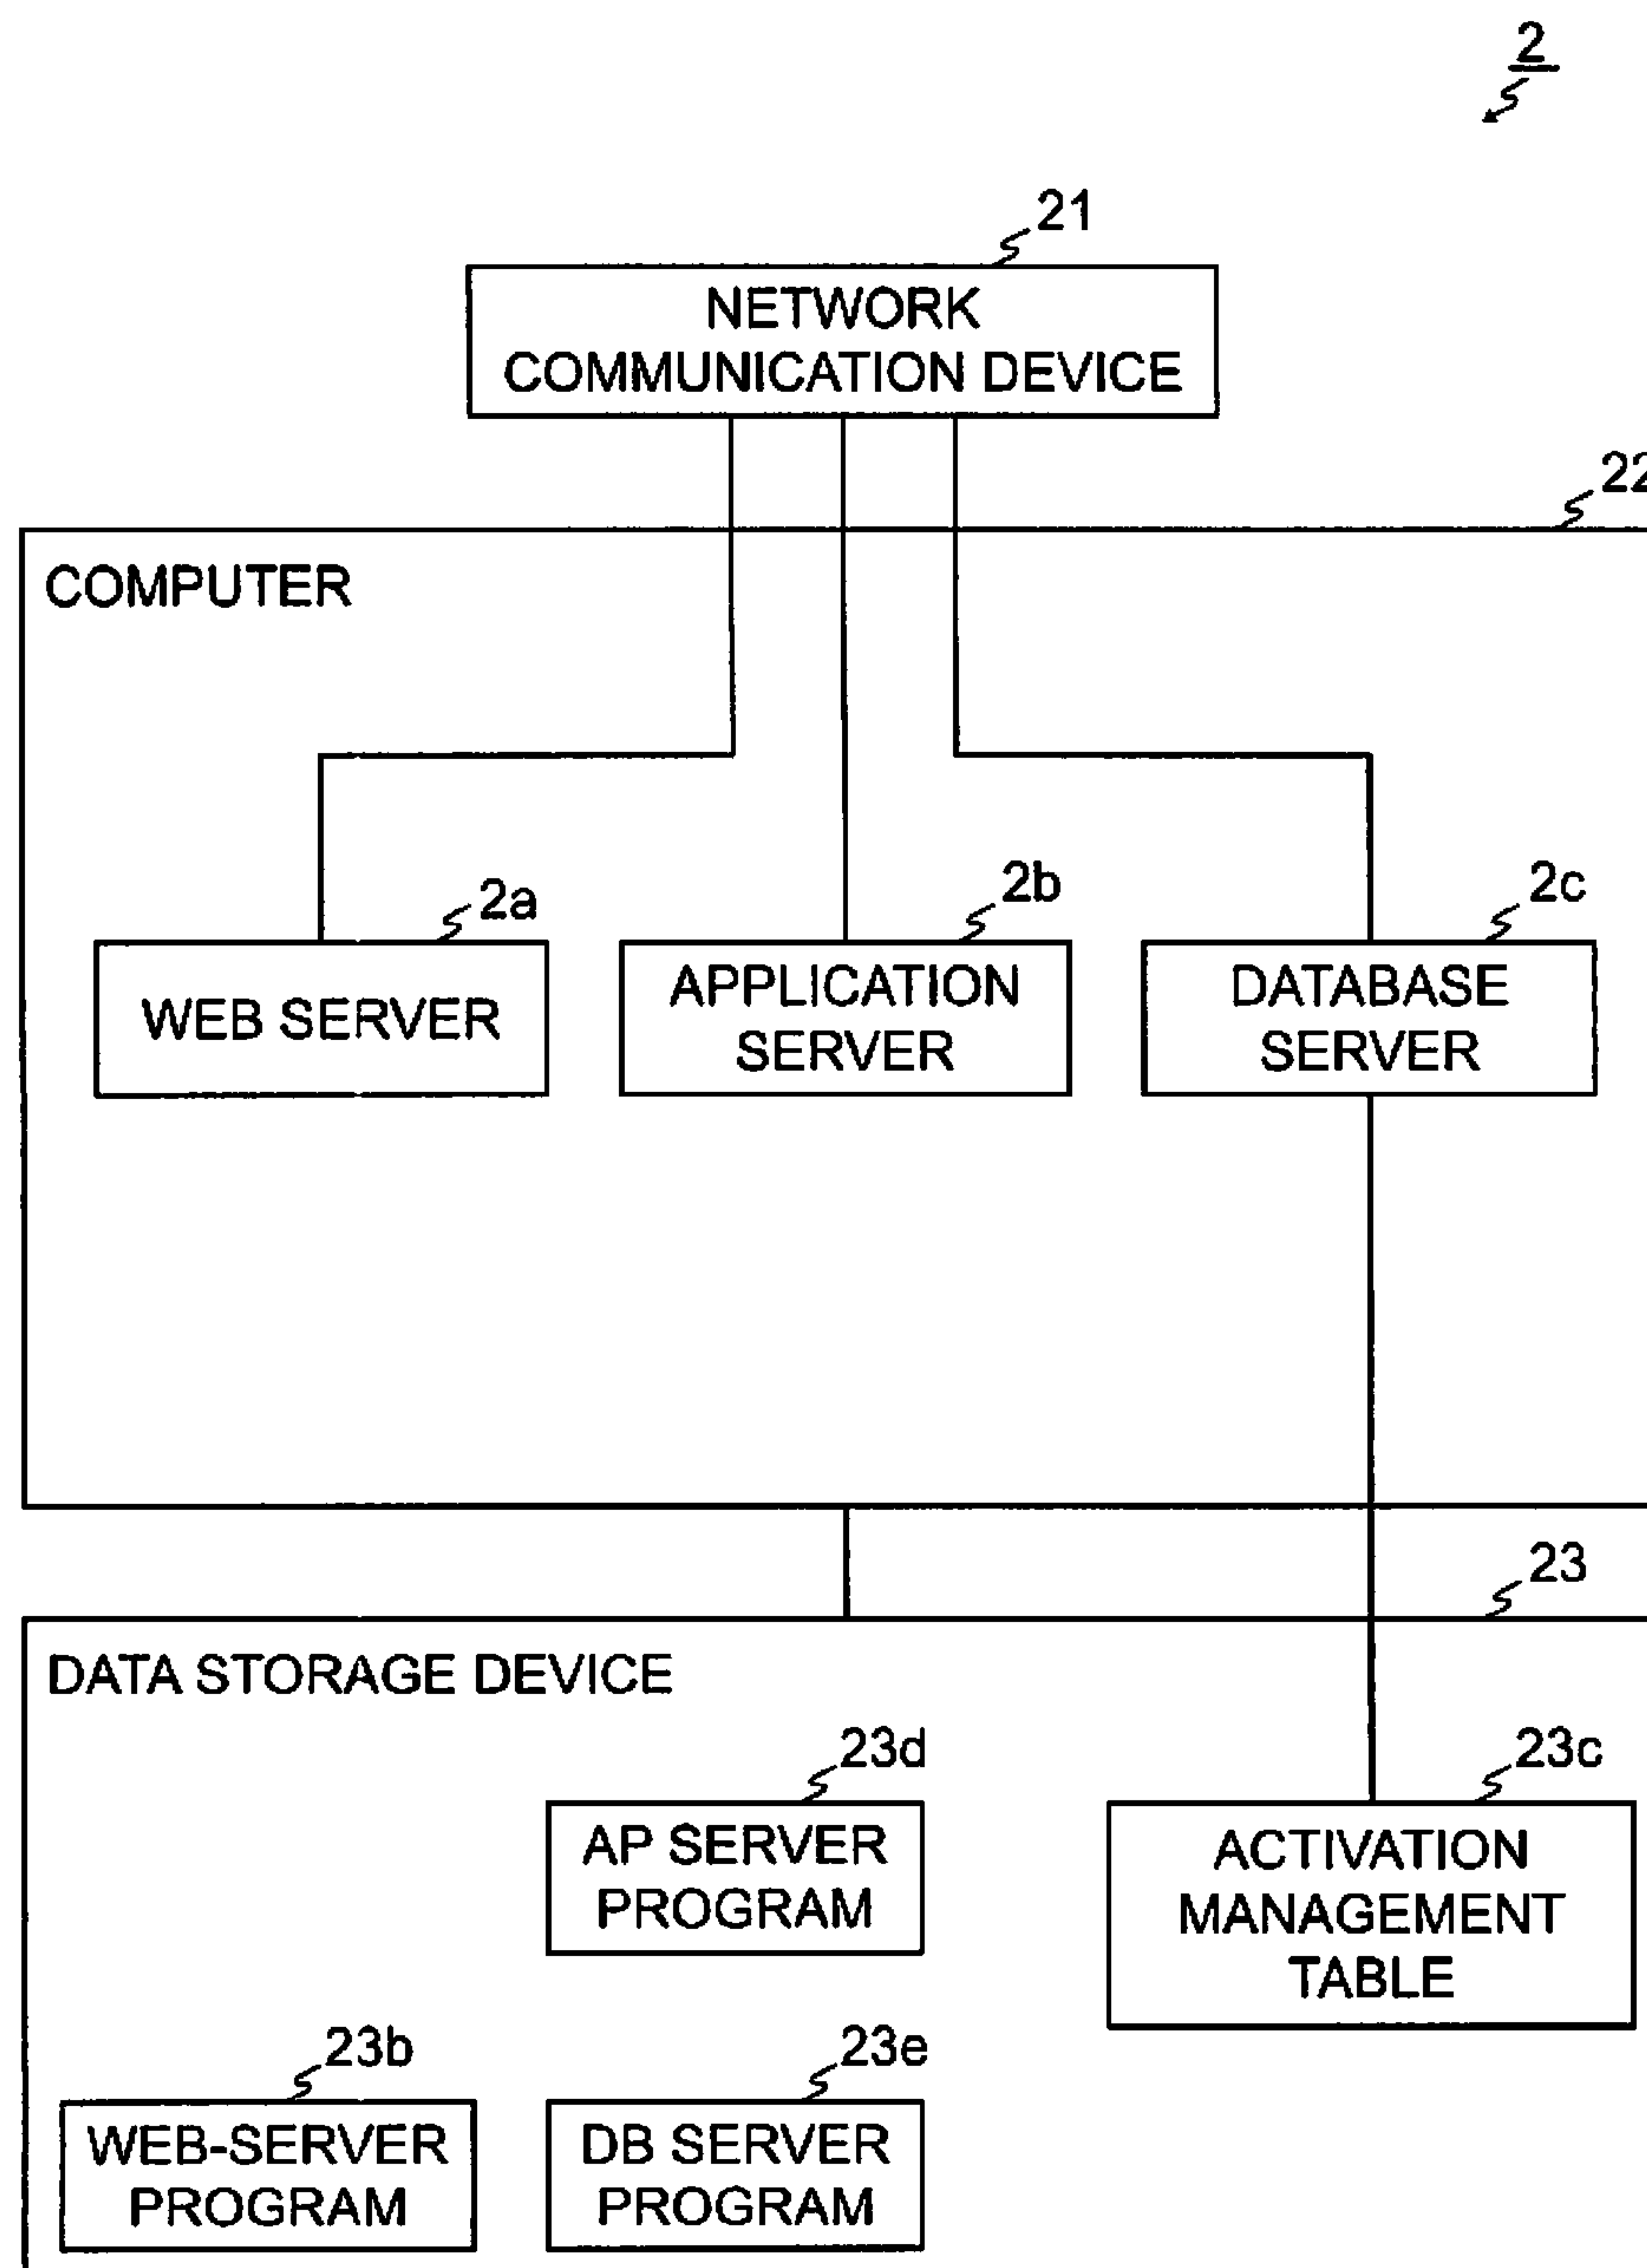 2
21
NETWORK
COMMUNICATION DEVICE
22
COMPUTER
2a
2b
2c
WEB SERVER
APPLICATION
SERVER
DATABASE
SERVER
23
DATA STORAGE DEVICE
23d
23c
AP SERVER
PROGRAM
ACTIVATION
MANAGEMENT
TABLE
23b
23e
WEB-SERVER
PROGRAM
DB SERVER
PROGRAM